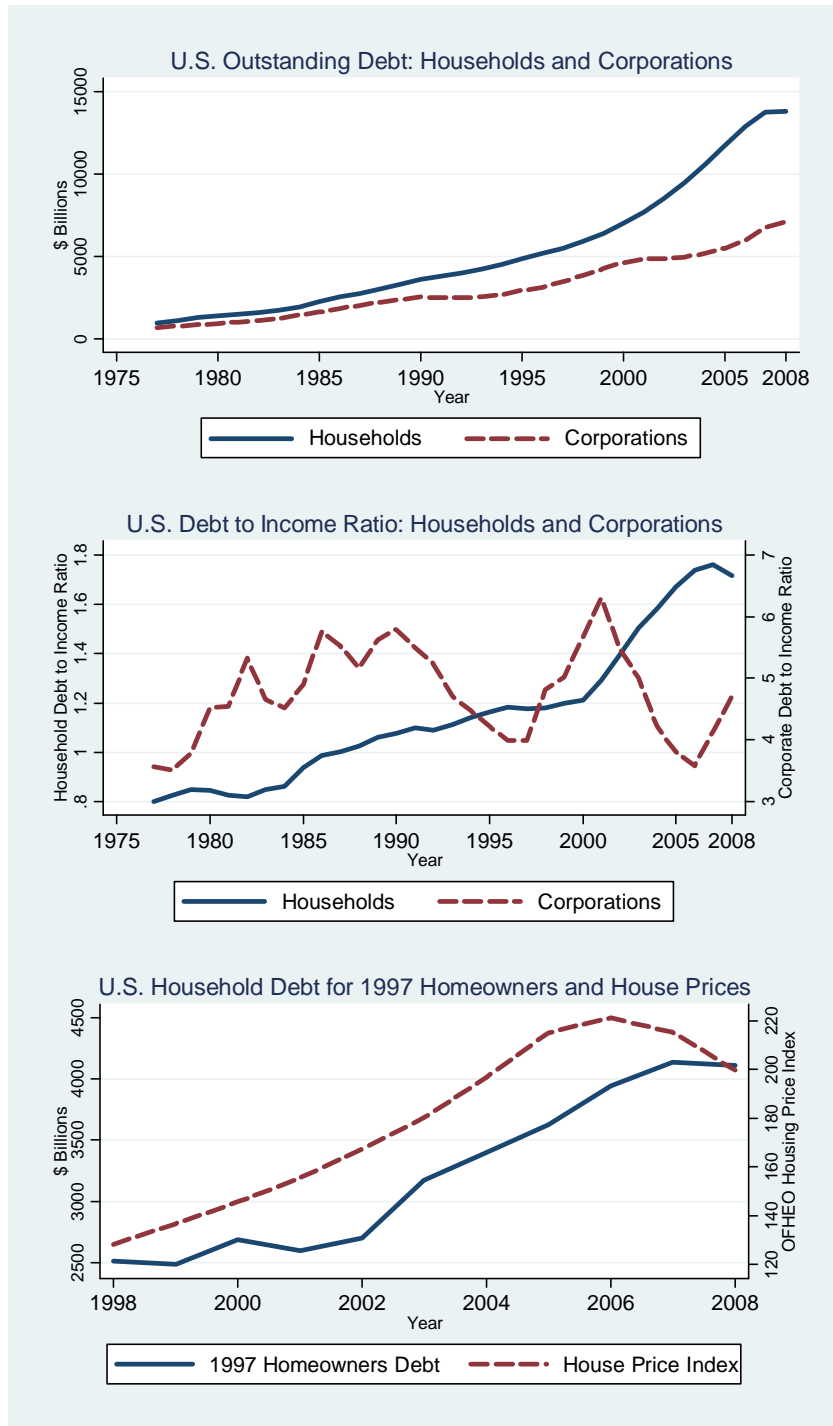 U.S. Outstanding Debt: Households and Corporations
15000
10000
5000
0
$ Billions
1975 1980 1985 1990 1995 2000 2005 2008
Year
Households Corporations
U.S. Debt to Income Ratio: Households and Corporations
1.8
1.6
1.4
1.2
1
.8
Household Debt to Income Ratio
7
6
5
4
3
Corporate Debt to Income Ratio
1975 1980 1985 1990 1995 2000 2005 2008
Year
Households Corporations
U.S. Household Debt for 1997 Homeowners and House Prices
4500
4000
3500
3000
2500
$ Billions
220
200
180
160
140
120
OFHEO Housing Price Index
1998 2000 2002 2004 2006 2008
Year
1997 Homeowners Debt House Price Index